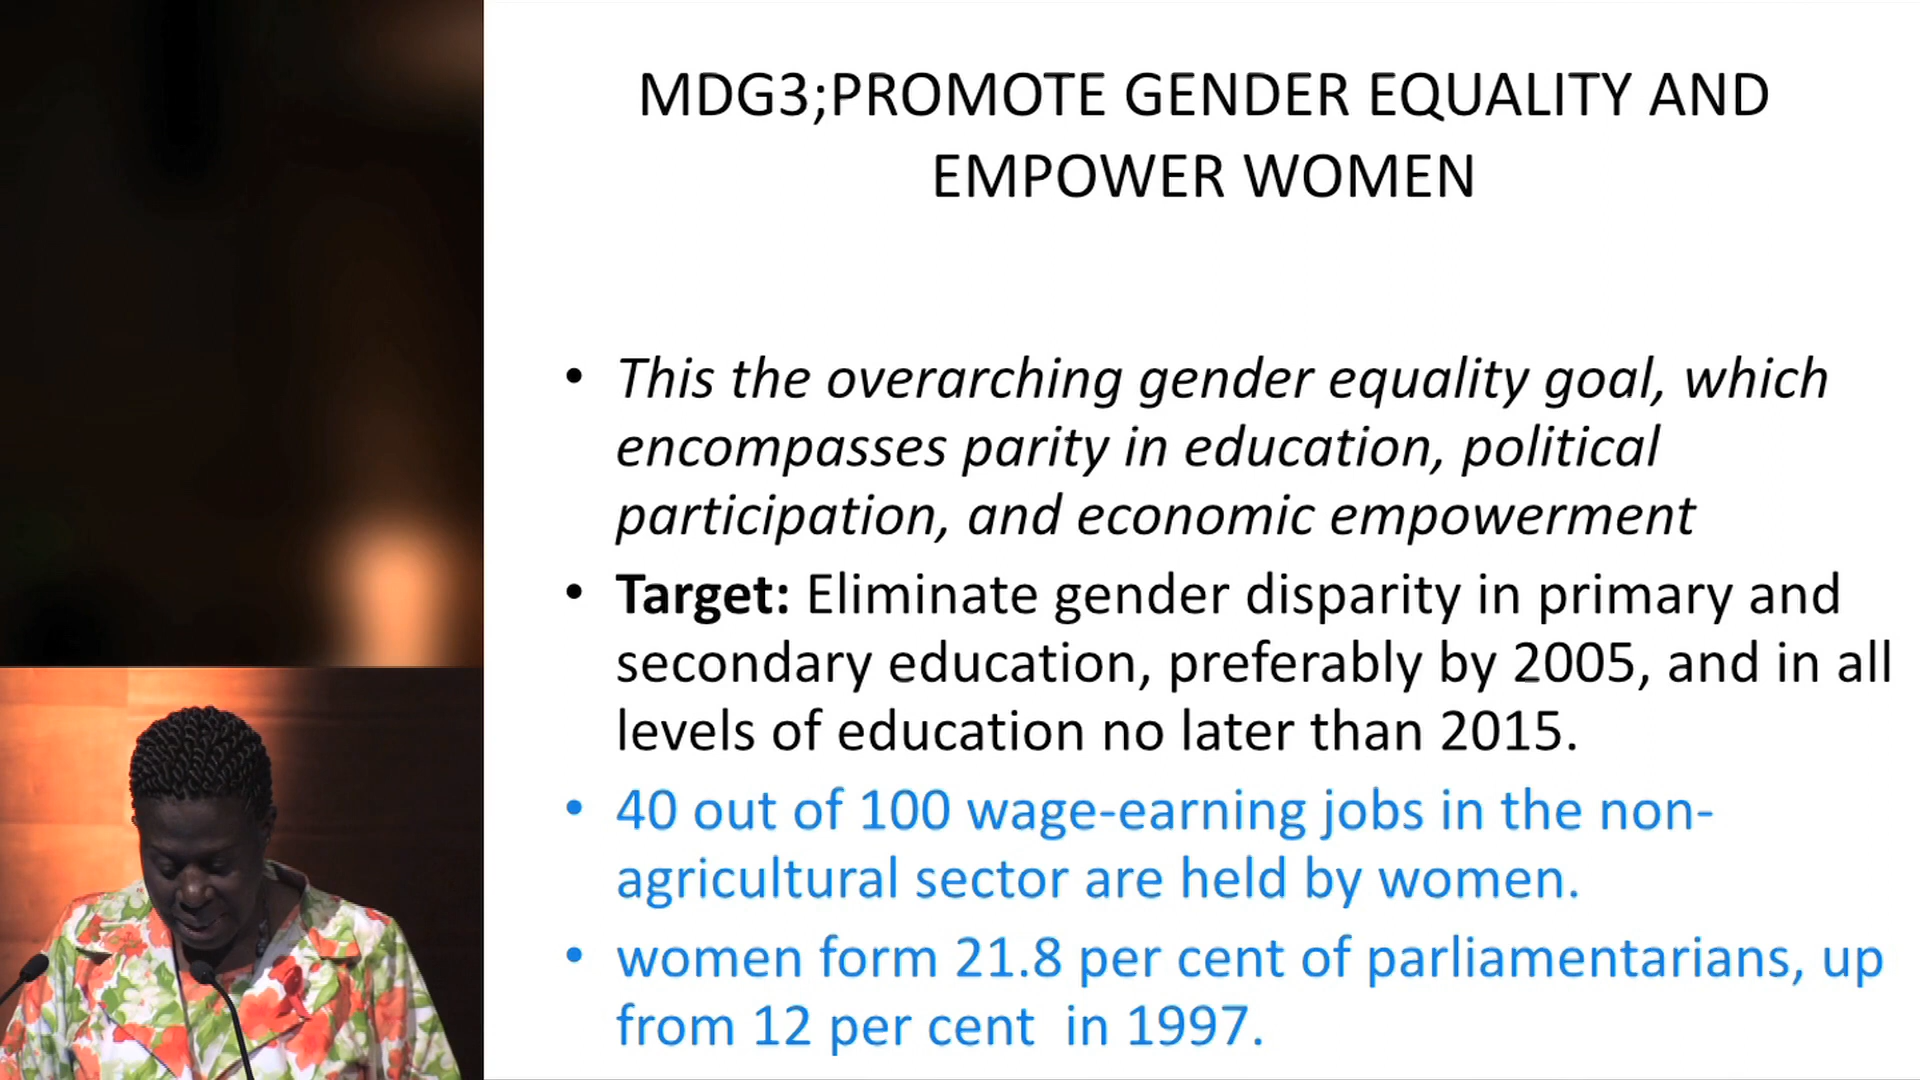 MDG3;PROMOTE GENDER EQUALITY AND
EMPOWER WOMEN
• This the overarching gender equality goal, which
encompasses parity in education, political
participation, and economic empowerment
• Target: Eliminate gender disparity in primary and
secondary education, preferably by 2005, and in all
levels of education no later than 2015.
• 40 out of 100 wage-earning jobs in the non-
agricultural sector are held by women.
• women form 21.8 per cent of parliamentarians, up
from 12 per cent  in 1997.